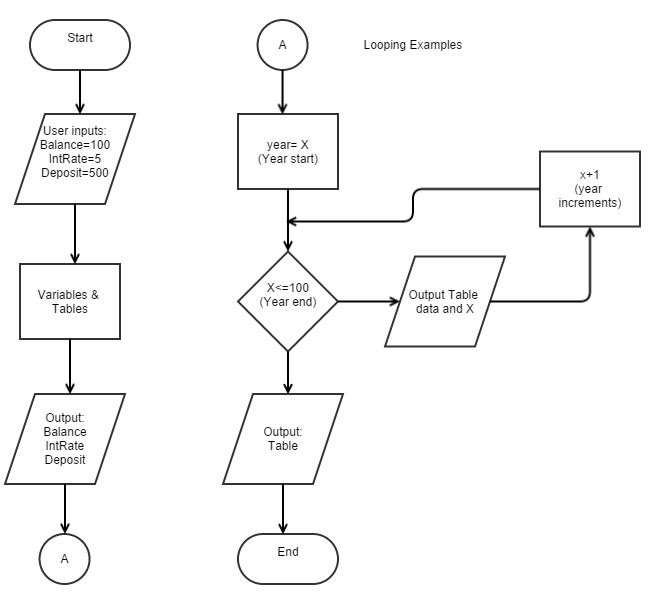 Start
User inputs:
Balance=100
IntRate=5
Deposit=500
Variables &
Tables
Output:
Balance
IntRate
Deposit
A
A
Looping Examples
year= X
(Year start)
X<=100
(Year end)
Output Table
data and X
x+1
(year
increments)
Output:
Table
End